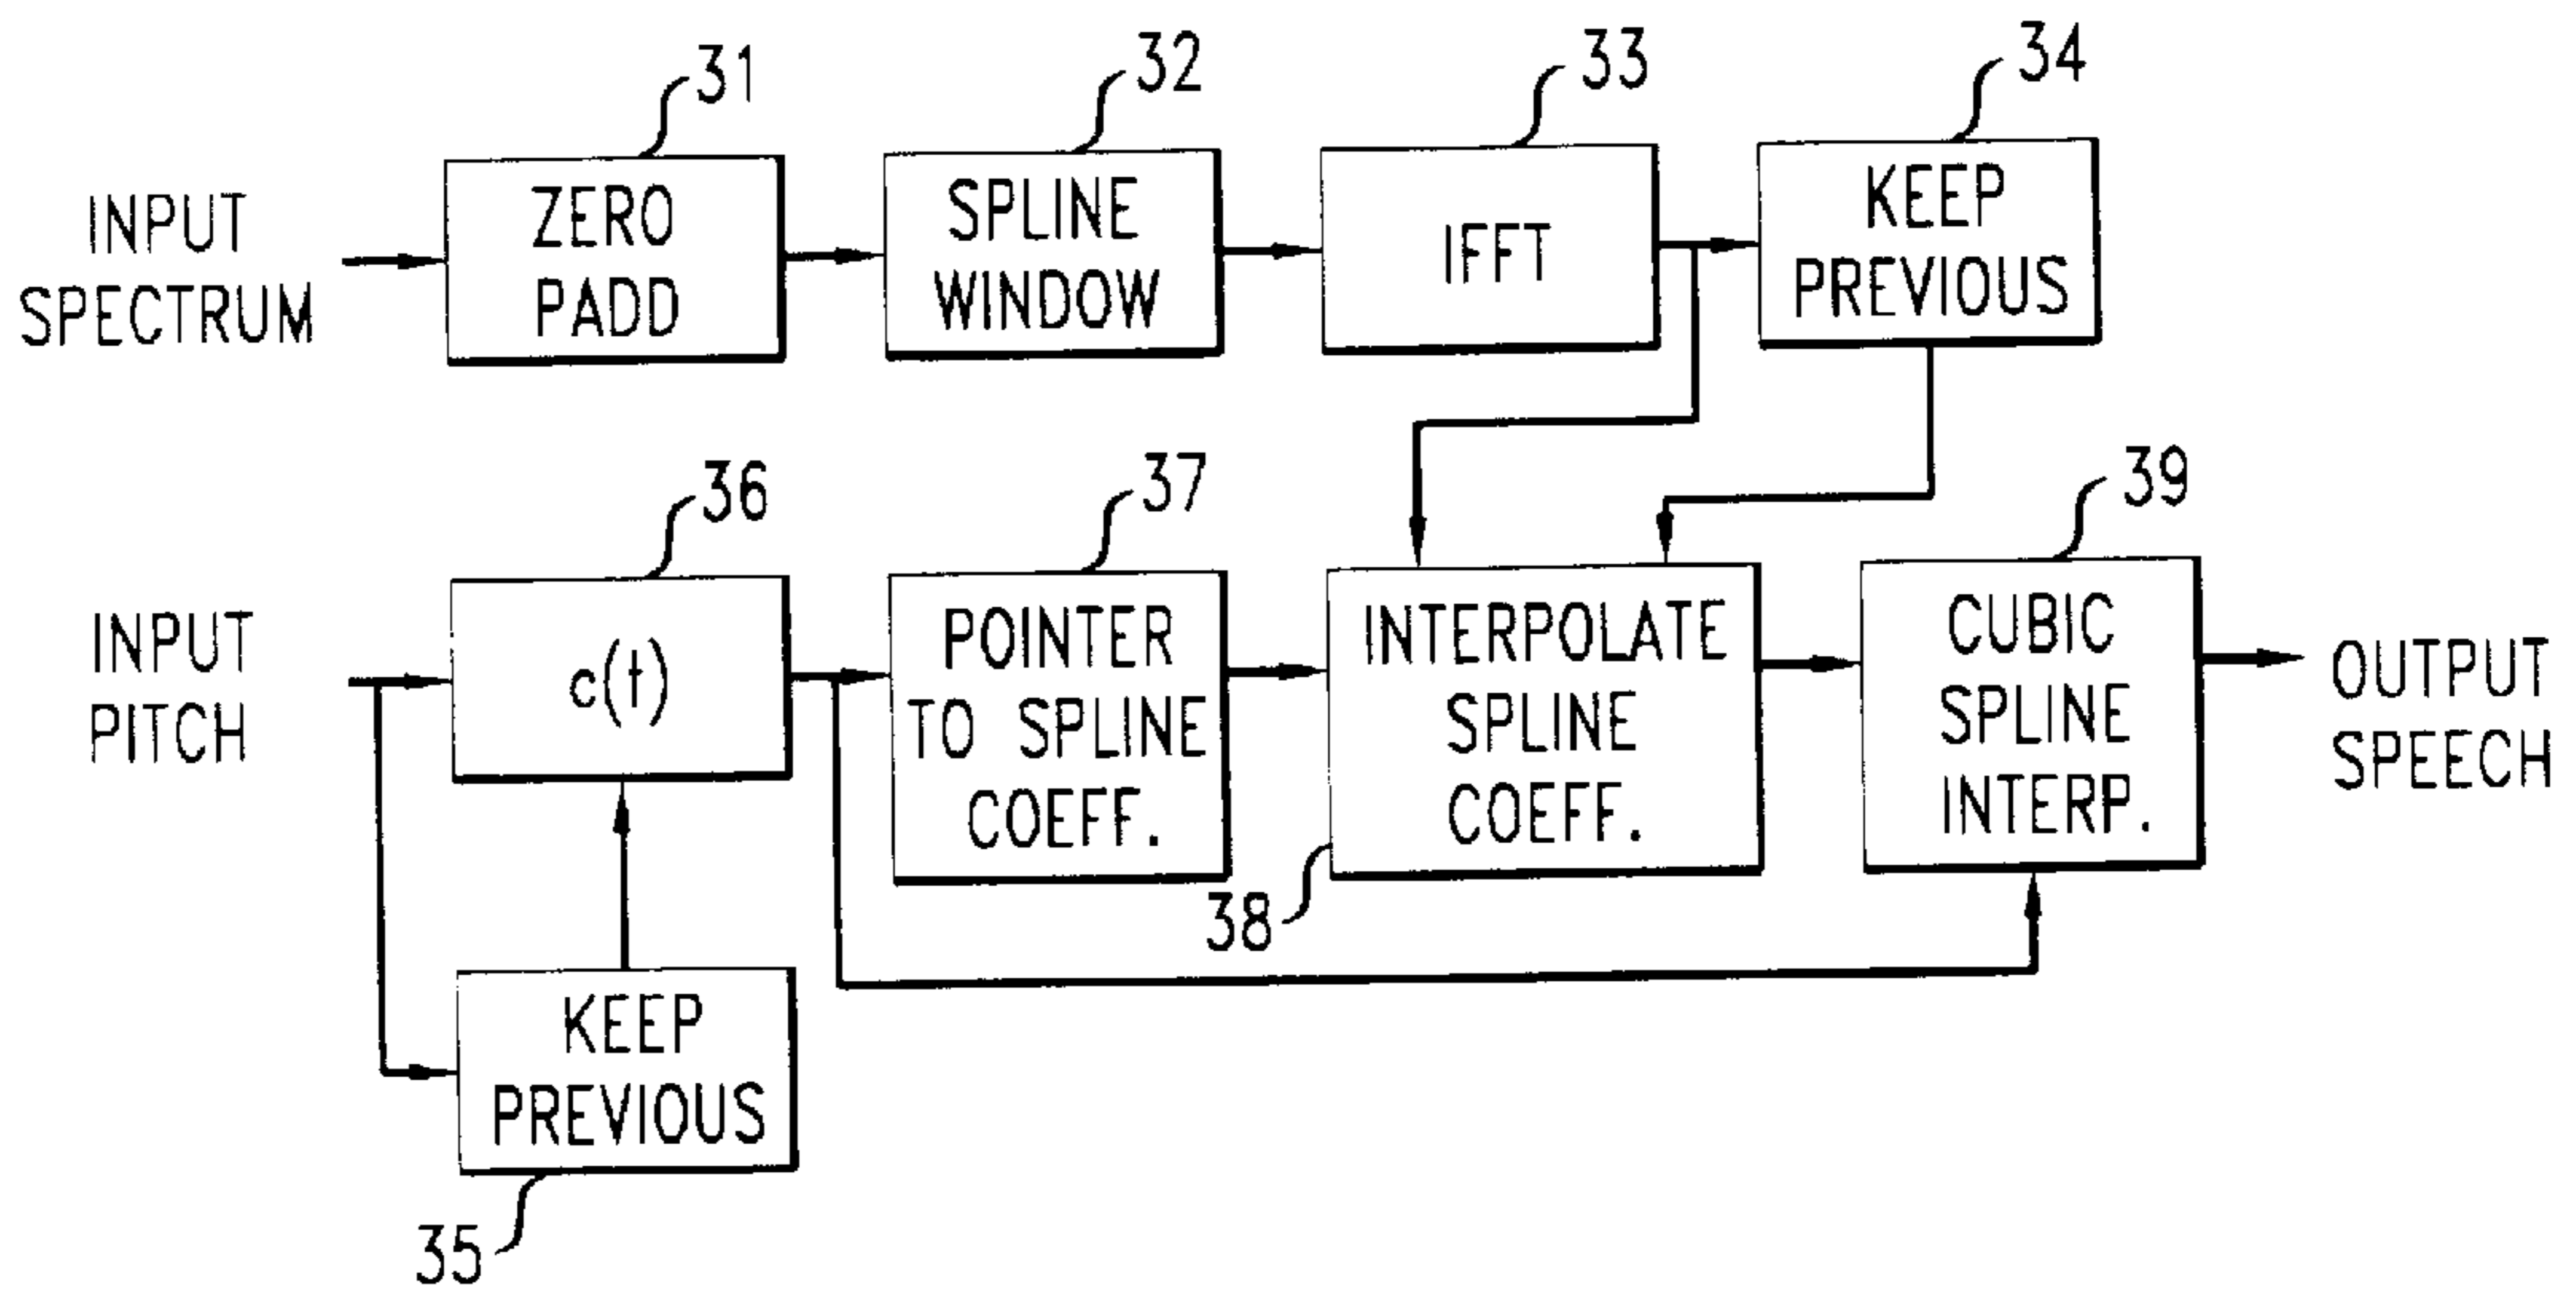 31
32
33
34
INPUT
SPECTRUM
ZERO
PADD
SPLINE
WINDOW
IFFT
KEEP
PREVIOUS
36
37
38
39
INPUT
PITCH
c(t)
POINTER
TO SPLINE
COEFF.
INTERPOLATE
SPLINE
COEFF.
CUBIC
SPLINE
INTERP.
OUTPUT
SPEECH
KEEP
PREVIOUS
35